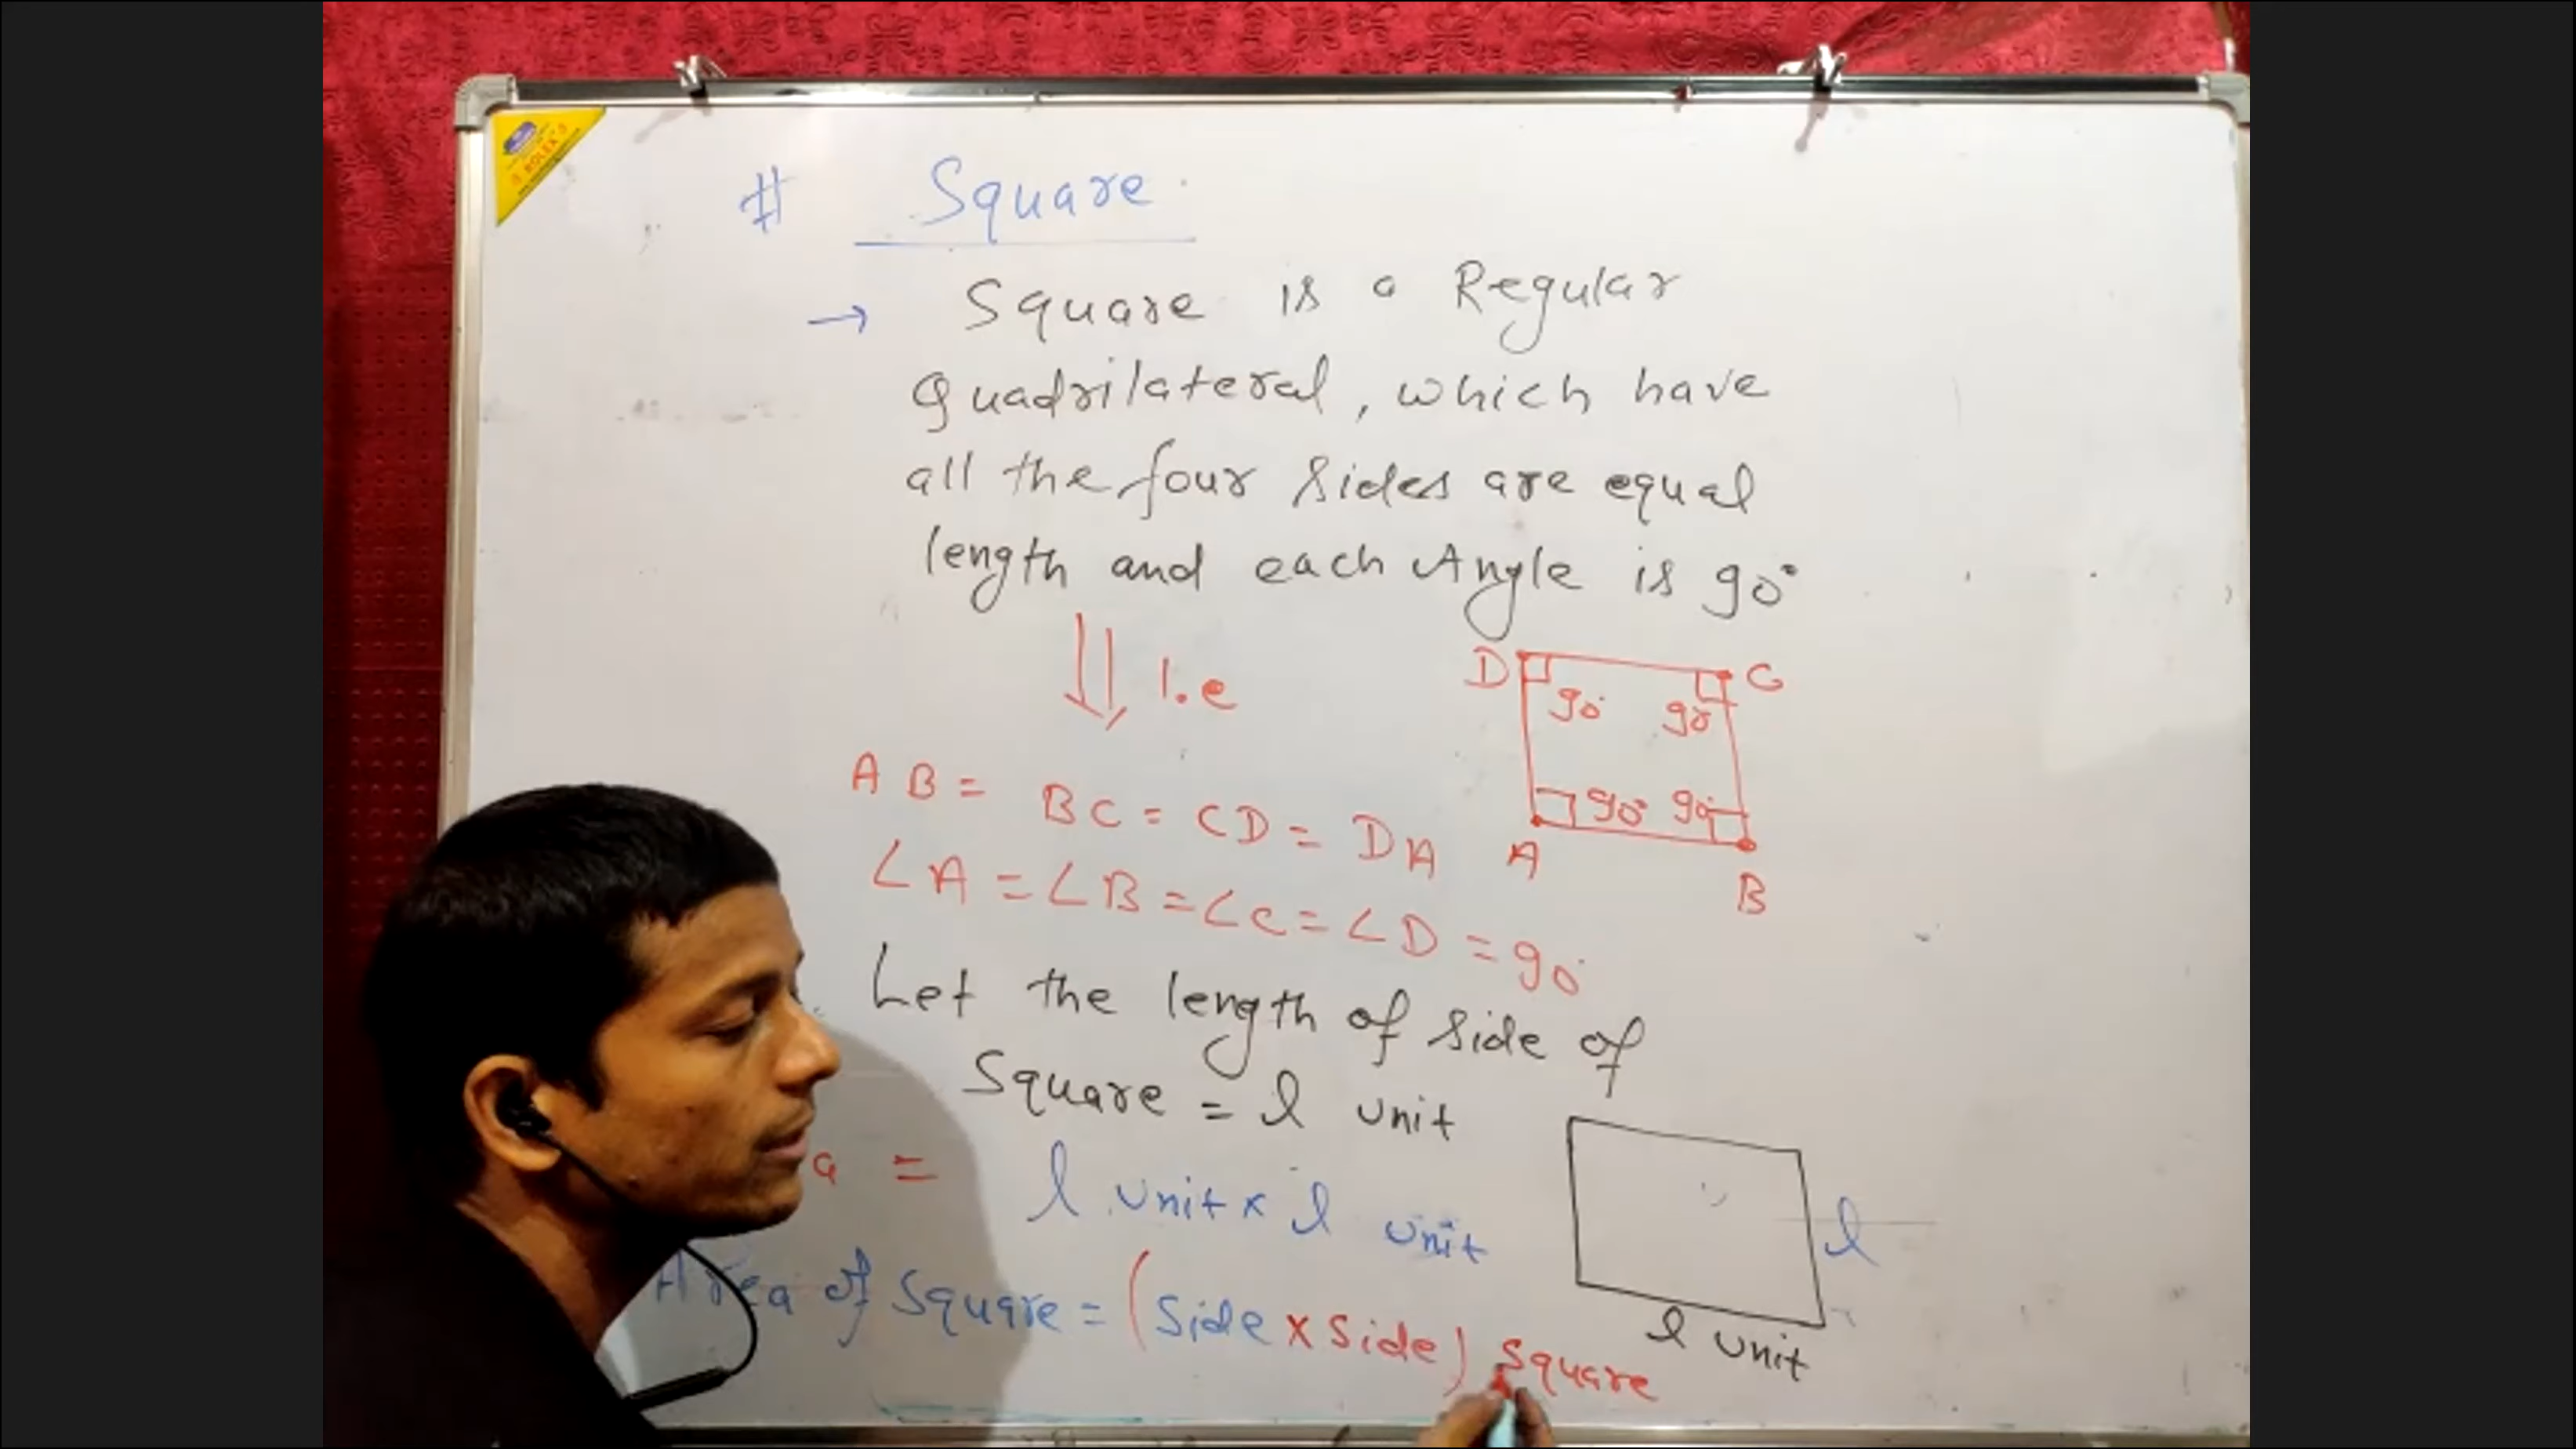 ROLEX
# Square
→ Square is a Regular
Quadrilateral, which have
all the four sides are equal
length and each Angle is 90°
⇓ i.e
D C
90° 90°
90° 90°
A B
AB = BC = CD = DA
∠A = ∠B = ∠C = ∠D = 90°
Let the length of side of
Square = l unit
a = l unit × l unit
l
l unit
Area of Square = (Side × Side) Square